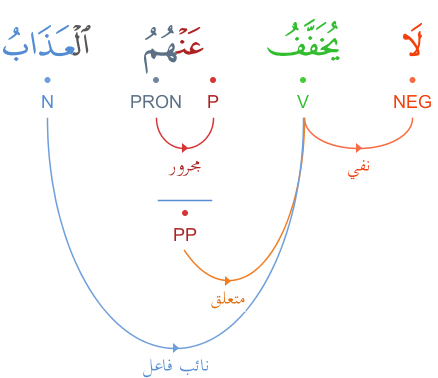 لَا يُخَفَّفُ عَنْهُمُ ٱلْعَذَابُ
NEG V P PRON N
مجرور نفي
PP
متعلق
نائب فاعل